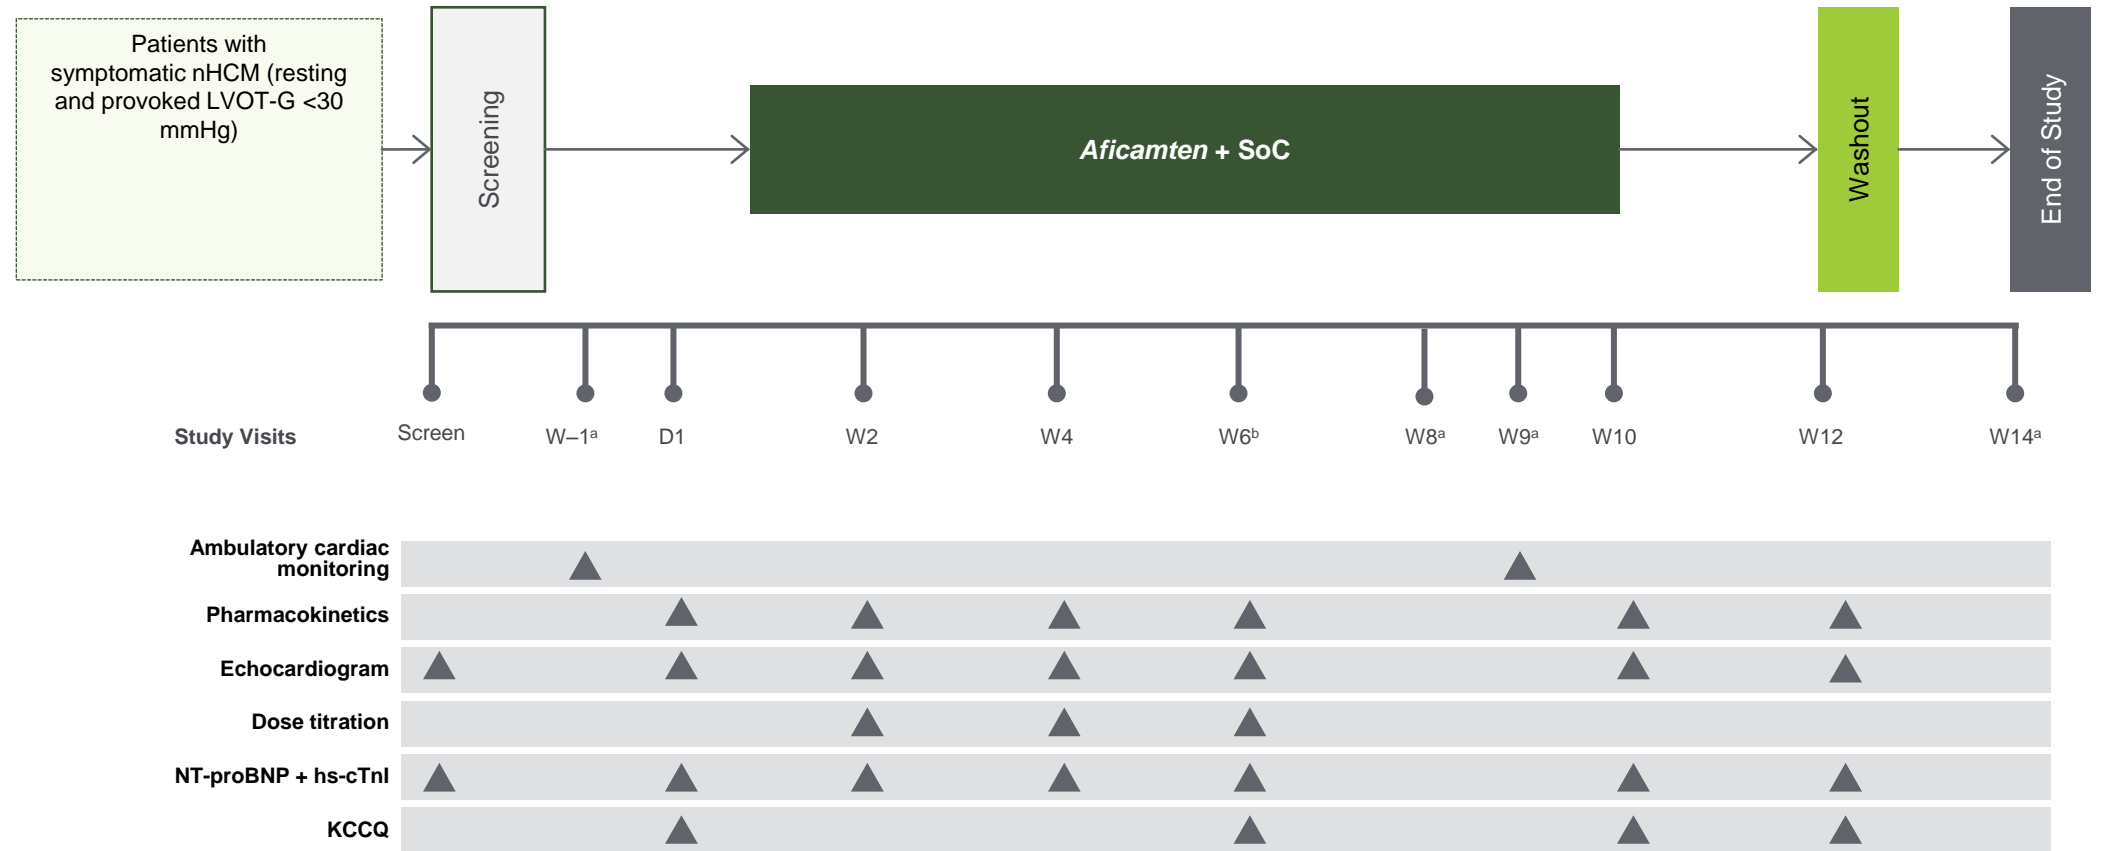 Patients with
symptomatic nHCM (resting
and provoked LVOT-G <30
mmHg)
Screening
Aficamten + SoC
Washout
End of Study
Study Visits
Screen
W–1ᵃ
D1
W2
W4
W6ᵇ
W8ᵃ
W9ᵃ
W10
W12
W14ᵃ
Ambulatory cardiac
monitoring
Pharmacokinetics
Echocardiogram
Dose titration
NT-proBNP + hs-cTnI
KCCQ